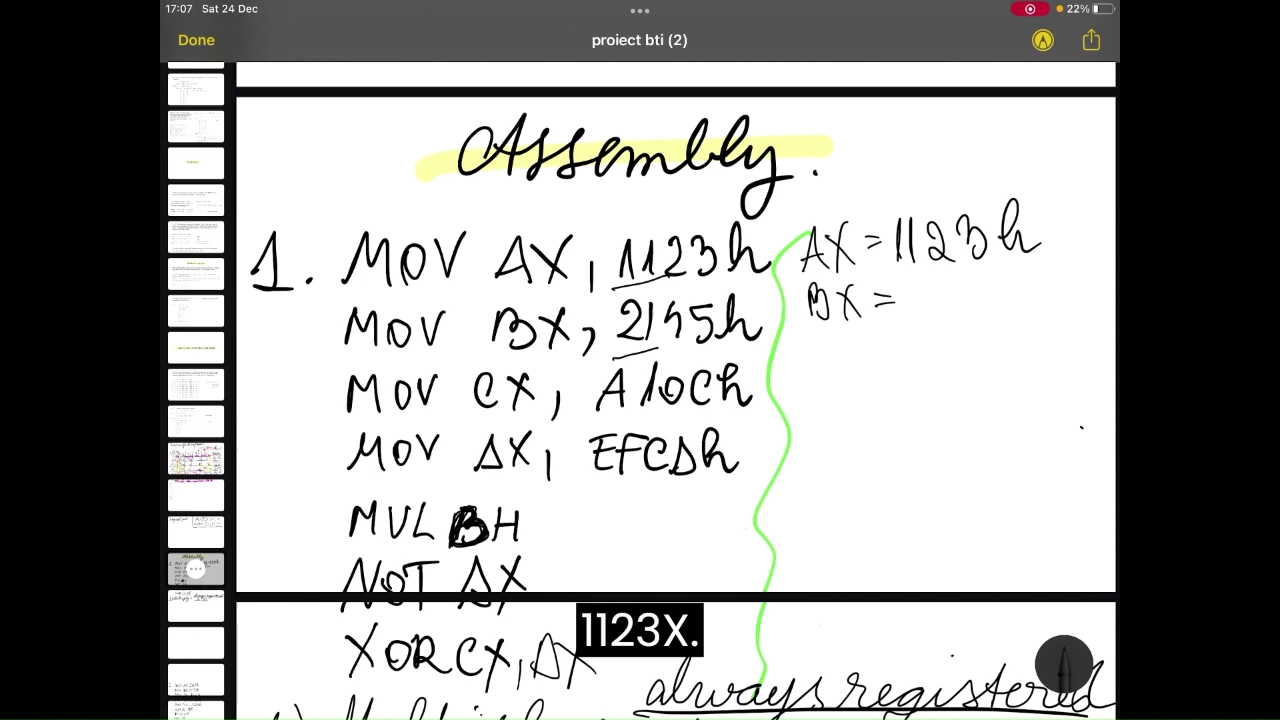 17:07 Sat 24 Dec
22%
Done
proiect bti (2)
Assembly.
1. MOV AX, 1123h
MOV BX, 2145h
MOV CX, A10Ch
MOV DX, EFCDh
MUL BH
NOT DX
XOR CX, DX
AX = 1123h
BX =
1123X.
always registered